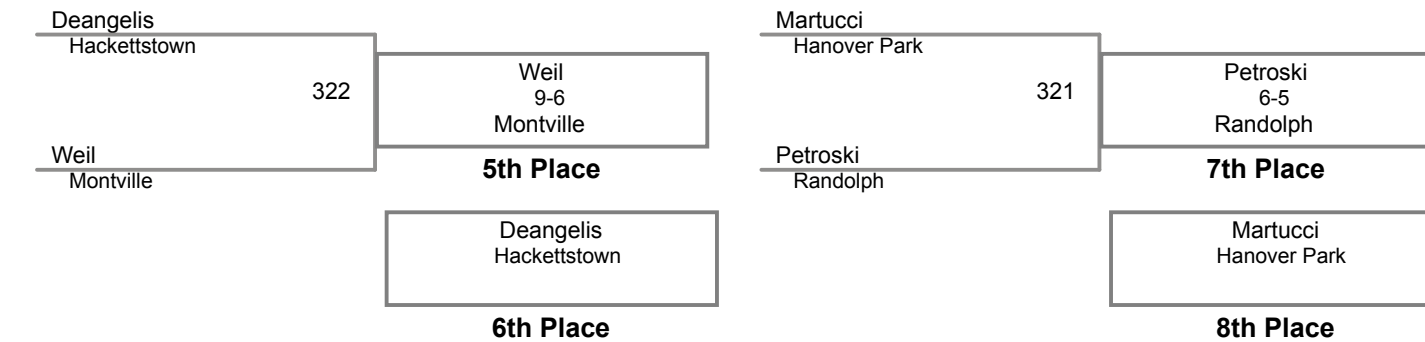 Deangelis
Hackettstown
322
Weil
Montville
Weil
9-6
Montville
5th Place
Deangelis
Hackettstown
6th Place
Martucci
Hanover Park
321
Petroski
Randolph
Petroski
6-5
Randolph
7th Place
Martucci
Hanover Park
8th Place